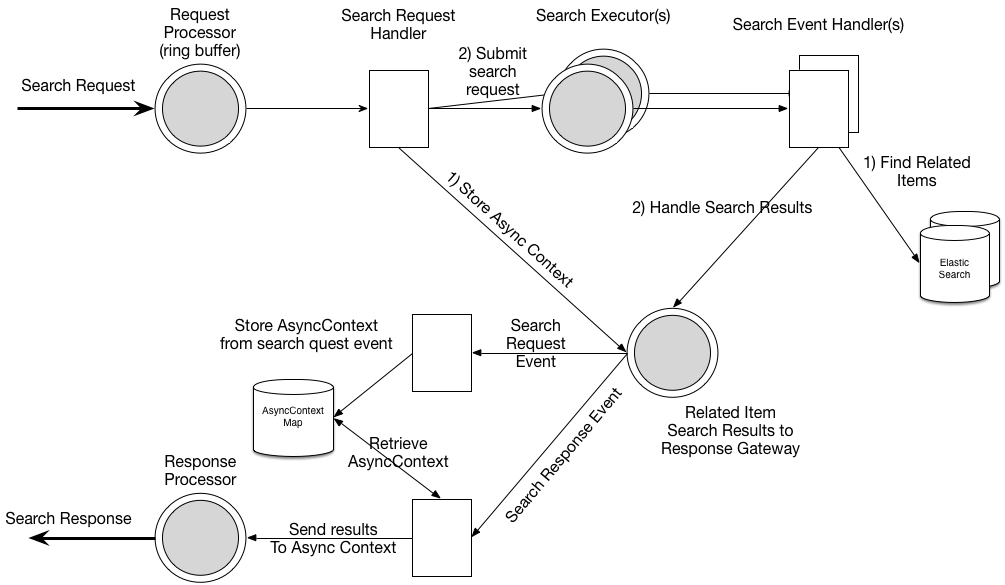 Request
Processor
(ring buffer)
Search Request
Handler
Search Executor(s)
Search Event Handler(s)
Search Request
2) Submit
search
request
1) Find Related
Items
1) Store Async Context
2) Handle Search Results
Elastic
Search
Store AsyncContext
from search quest event
Search
Request
Event
AsyncContext
Map
Retrieve
AsyncContext
Search Response Event
Related Item
Search Results to
Response Gateway
Response
Processor
Search Response
Send results
To Async Context